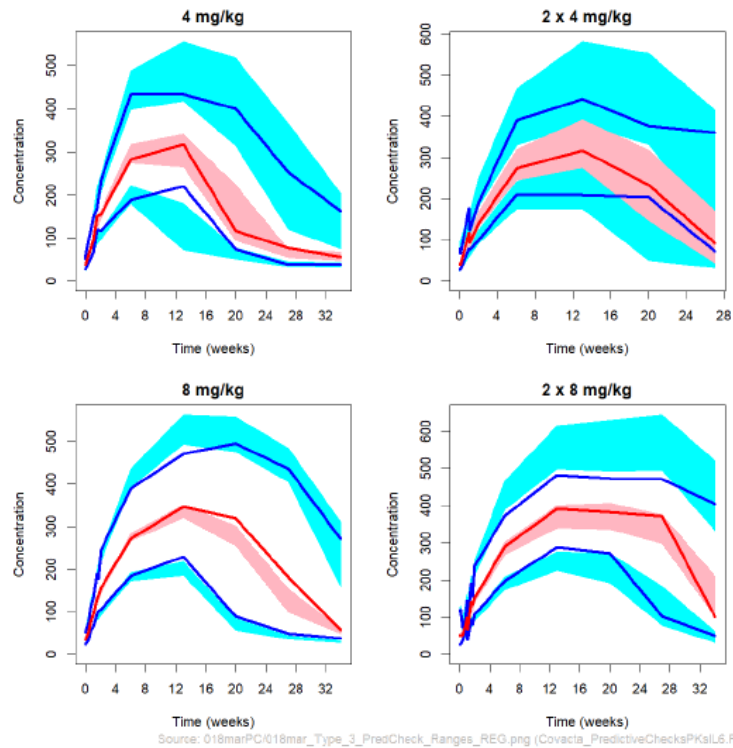 4 mg/kg
2 x 4 mg/kg
Concentration
0 100 200 300 400 500
0 4 8 12 16 20 24 28 32
Time (weeks)
Concentration
0 100 200 300 400 500 600
0 4 8 12 16 20 24 28
Time (weeks)
8 mg/kg
2 x 8 mg/kg
Concentration
0 100 200 300 400 500
0 4 8 12 16 20 24 28 32
Time (weeks)
Concentration
0 100 200 300 400 500 600
0 4 8 12 16 20 24 28 32
Time (weeks)
Source: 018marPC/018mar_Type_3_PredCheck_Ranges_REG.png (Covacta_PredictiveChecksPKsIL6.F